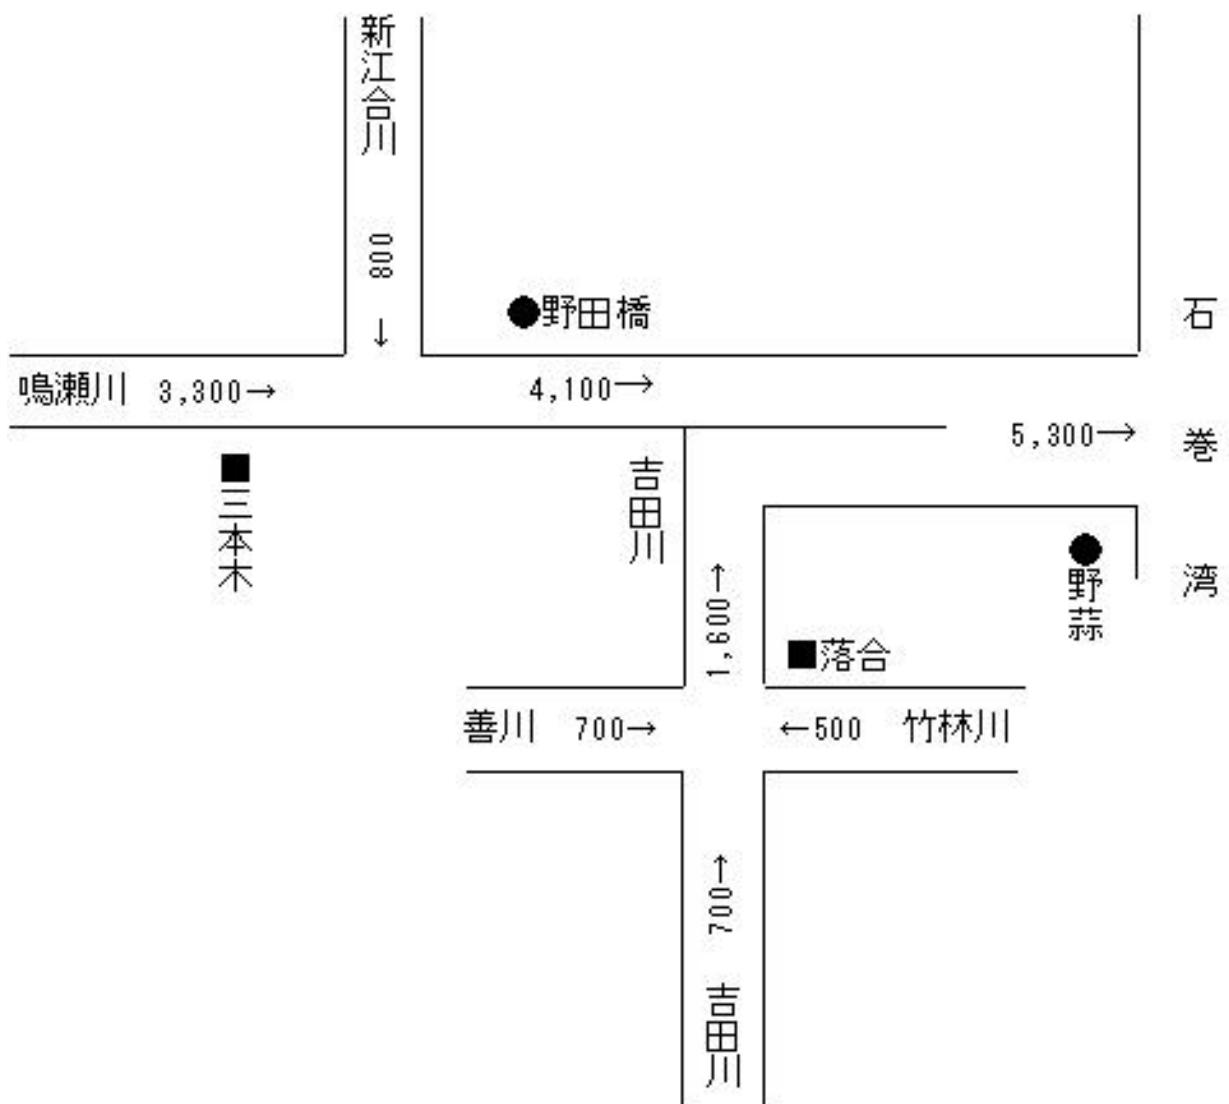 新江合川
800
↓
●野田橋
石巻湾
鳴瀬川 3,300→
4,100→
5,300→
■三本木
吉田川
●野蒜
1,600→
■落合
善川 700→
←500 竹林川
700→
吉田川